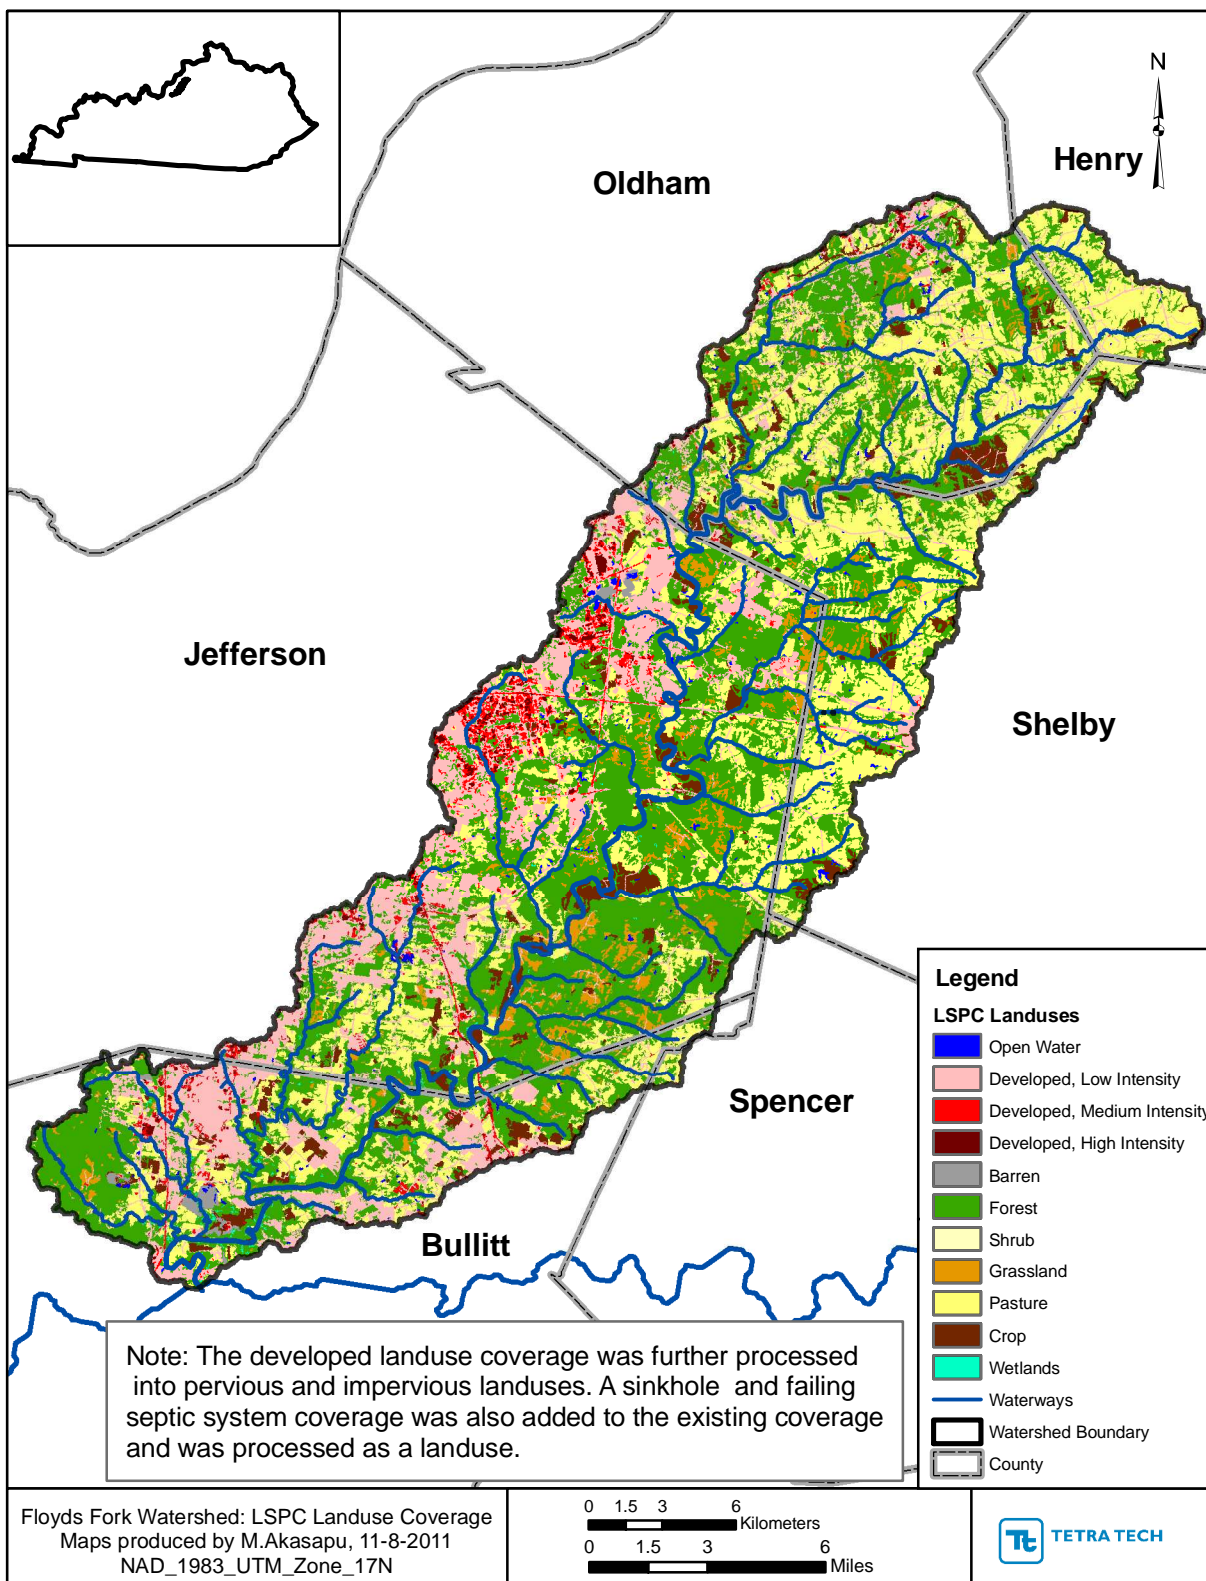 N
Henry
Oldham
Jefferson
Shelby
Spencer
Bullitt
Legend
LSPC Landuses
Open Water
Developed, Low Intensity
Developed, Medium Intensity
Developed, High Intensity
Barren
Forest
Shrub
Grassland
Pasture
Crop
Wetlands
Waterways
Watershed Boundary
County
Note: The developed landuse coverage was further processed
into pervious and impervious landuses. A sinkhole and failing
septic system coverage was also added to the existing coverage
and was processed as a landuse.
Floyds Fork Watershed: LSPC Landuse Coverage
Maps produced by M.Akasapu, 11-8-2011
NAD_1983_UTM_Zone_17N
0 1.5 3 6
Kilometers
0 1.5 3 6
Miles
Tt TETRA TECH